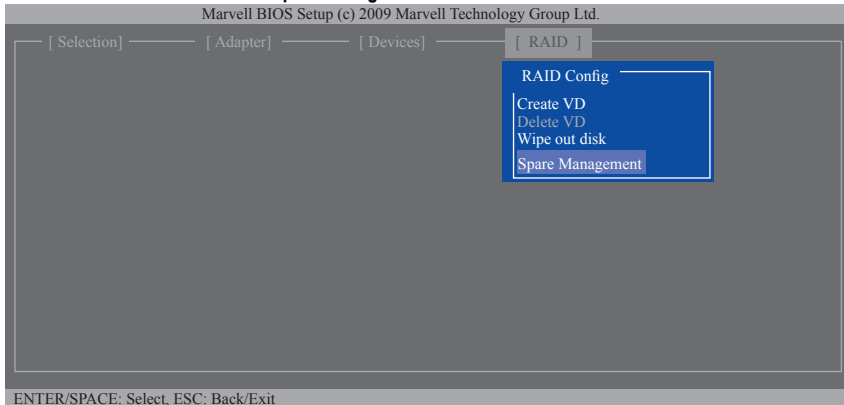 Marvell BIOS Setup (c) 2009 Marvell Technology Group Ltd.
[ Selection] [ Adapter] [ Devices] [ RAID ]
RAID Config
Create VD
Delete VD
Wipe out disk
Spare Management
ENTER/SPACE: Select, ESC: Back/Exit